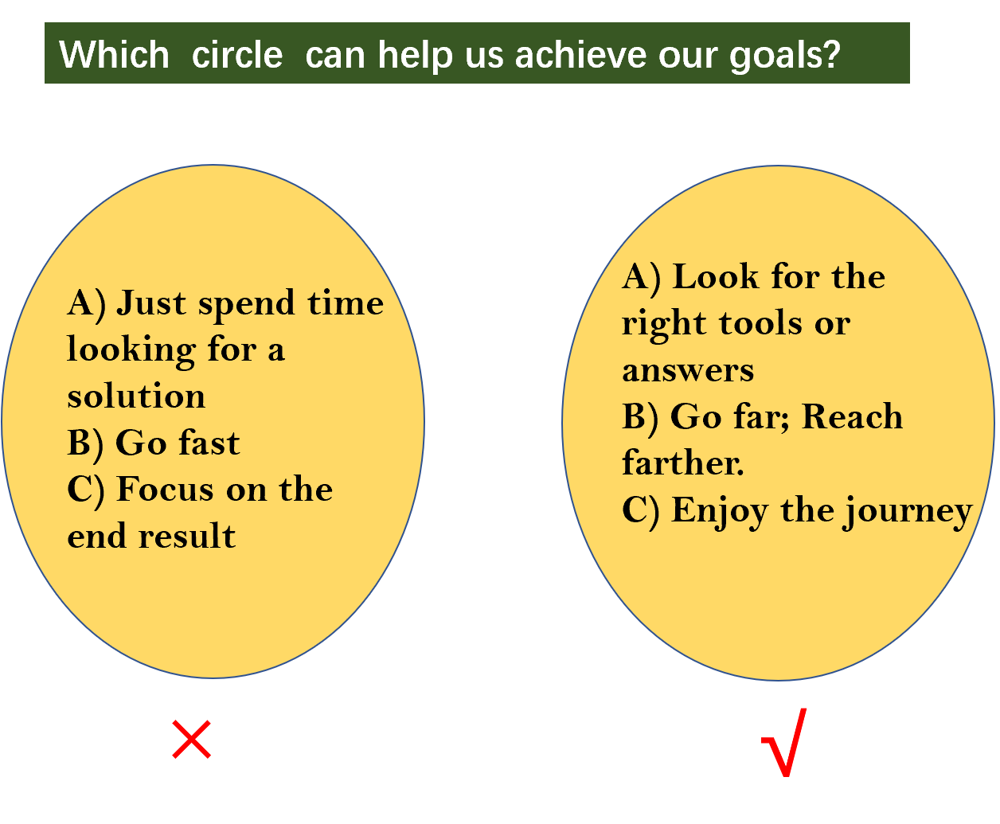 Which circle can help us achieve our goals?
A) Just spend time
looking for a
solution
B) Go fast
C) Focus on the
end result
A) Look for the
right tools or
answers
B) Go far; Reach
farther.
C) Enjoy the journey
×
√